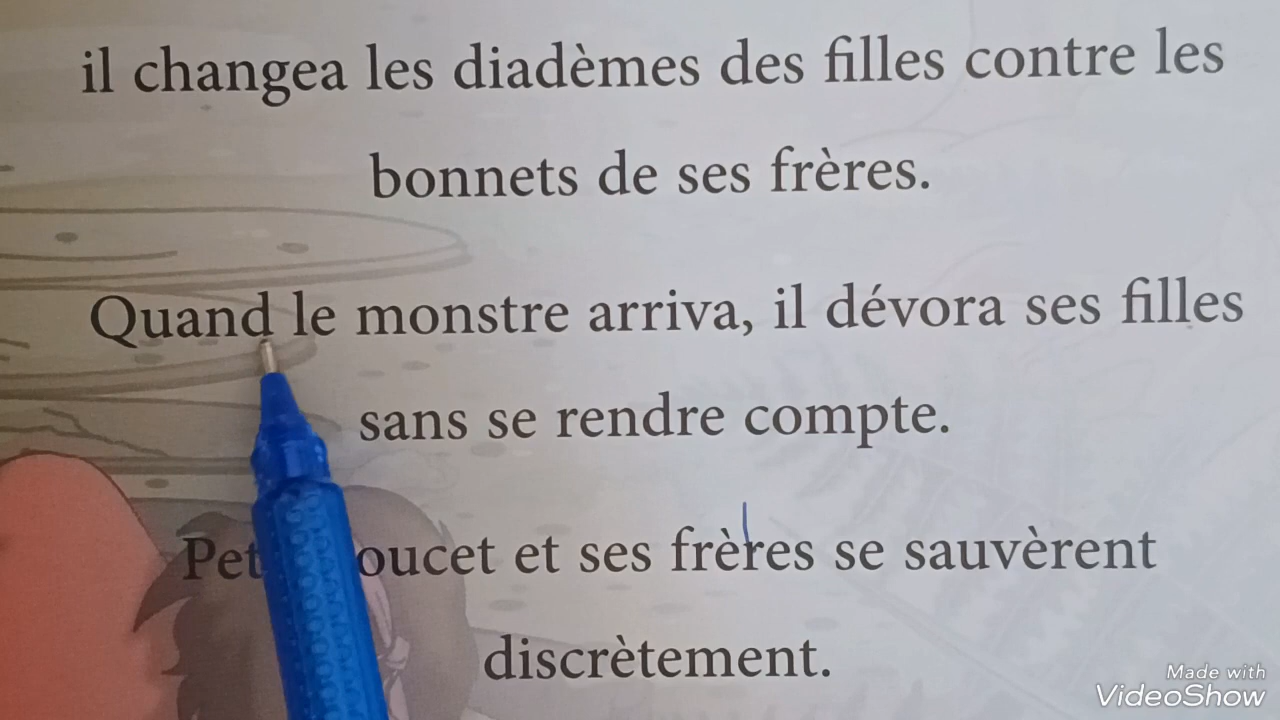 il changea les diadèmes des filles contre les
bonnets de ses frères.
Quand le monstre arriva, il dévora ses filles
sans se rendre compte.
et ses frères se sauvèrent
discrètement.
Made with
VideoShow